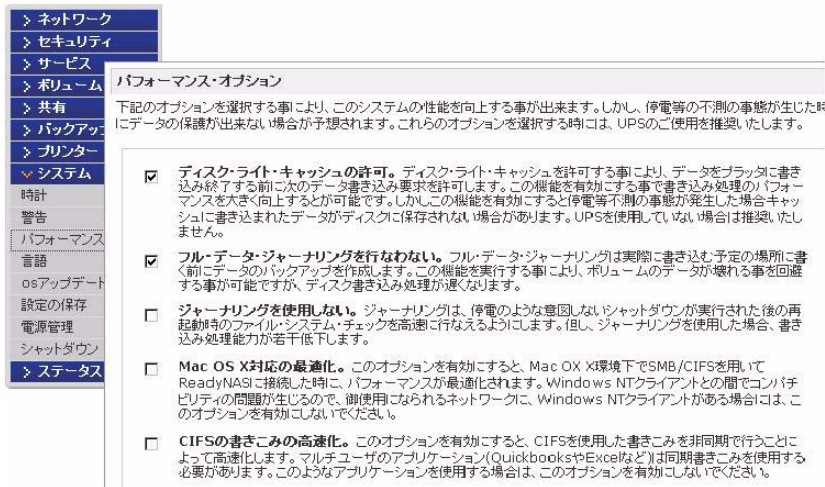 > ネットワーク
> セキュリティ
> サービス
> ボリューム
> 共有
> バックアッ
> プリンター
システム
時計
警告
パフォーマンス
言語
osアップデート
設定の保存
電源管理
シャットダウン
> ステータス
パフォーマンス・オプション
下記のオプションを選択する事により、このシステムの性能を向上する事が出来ます。しかし、停電等の不測の事態が生じた時
にデータの保護が出来ない場合が予想されます。これらのオプションを選択する時には、UPSのご使用を推奨いたします。
ディスク・ライト・キャッシュの許可。ディスク・ライト・キャッシュを許可する事により、データをプラッタに書き
込み終了する前に次のデータ書き込み要求を許可します。この機能を有効にする事で書き込み処理のパフォー
マンスを大きく向上するとが可能です。しかしこの機能を有効にすると停電等不測の事態が発生した場合キャッ
シュに書き込まれたデータがディスクに保存されない場合があります。UPSを使用していない場合は推奨いたし
ません。
フル・データ・ジャーナリングを行なわない。フル・データ・ジャーナリングは実際に書き込む予定の場所に書
く前にデータのバックアップを作成します。この機能を実行する事により、ボリュームのデータが壊れる事を回避
する事が可能ですが、ディスク書き込み処理が遅くなります。
ジャーナリングを使用しない。ジャーナリングは、停電のような意図しないシャットダウンが実行された後の再
起動時のファイル・システム・チェックを高速に行なえるようにします。但し、ジャーナリングを使用した場合、書き
込み処理能力が若干低下します。
Mac OS X対応の最適化。このオプションを有効にすると、Mac OX X環境下でSMB/CIFSを用いて
ReadyNASに接続した時に、パフォーマンスが最適化されます。Windows NTクライアントとの間でコンパチ
ビリティの問題が生じるので、御使用になられるネットワークに、Windows NTクライアントがある場合には、こ
のオプションを有効にしないでください。
CIFSの書きこみの高速化。このオプションを有効にすると、CIFSを使用した書きこみを非同期で行うことに
よって高速化します。マルチユーザのアプリケーション(QuickbooksやExcelなど)は同期書きこみを使用する
必要があります。このようなアプリケーションを使用する場合は、このオプションを有効にしないでください。